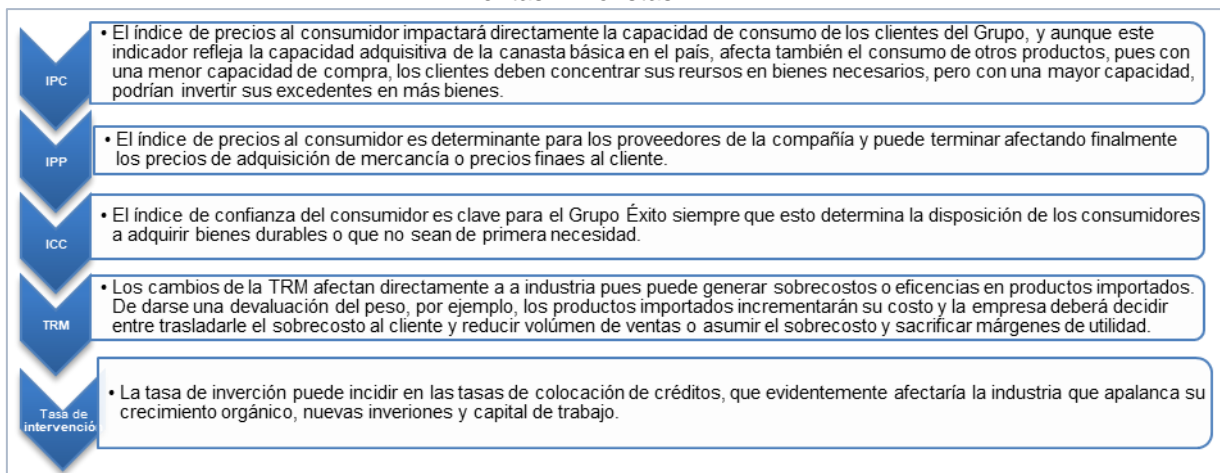 IPC
• El índice de precios al consumidor impactará directamente la capacidad de consumo de los clientes del Grupo, y aunque este
indicador refleja la capacidad adquisitiva de la canasta básica en el país, afecta también el consumo de otros productos, pues con
una menor capacidad de compra, los clientes deben concentrar sus reursos en bienes necesarios, pero con una mayor capacidad,
podrían invertir sus excedentes en más bienes.
IPP
• El índice de precios al consumidor es determinante para los proveedores de la compañía y puede terminar afectando finalmente
los precios de adquisición de mercancía o precios finaes al cliente.
ICC
• El índice de confianza del consumidor es clave para el Grupo Éxito siempre que esto determina la disposición de los consumidores
a adquirir bienes durables o que no sean de primera necesidad.
TRM
• Los cambios de la TRM afectan directamente a a industria pues puede generar sobrecostos o eficencias en productos importados.
De darse una devaluación del peso, por ejemplo, los productos importados incrementarán su costo y la empresa deberá decidir
entre trasladarle el sobrecosto al cliente y reducir volúmen de ventas o asumir el sobrecosto y sacrificar márgenes de utilidad.
Tasa de
intervenció
• La tasa de inverción puede incidir en las tasas de colocación de créditos, que evidentemente afectaría la industria que apalanca su
crecimiento orgánico, nuevas inveriones y capital de trabajo.